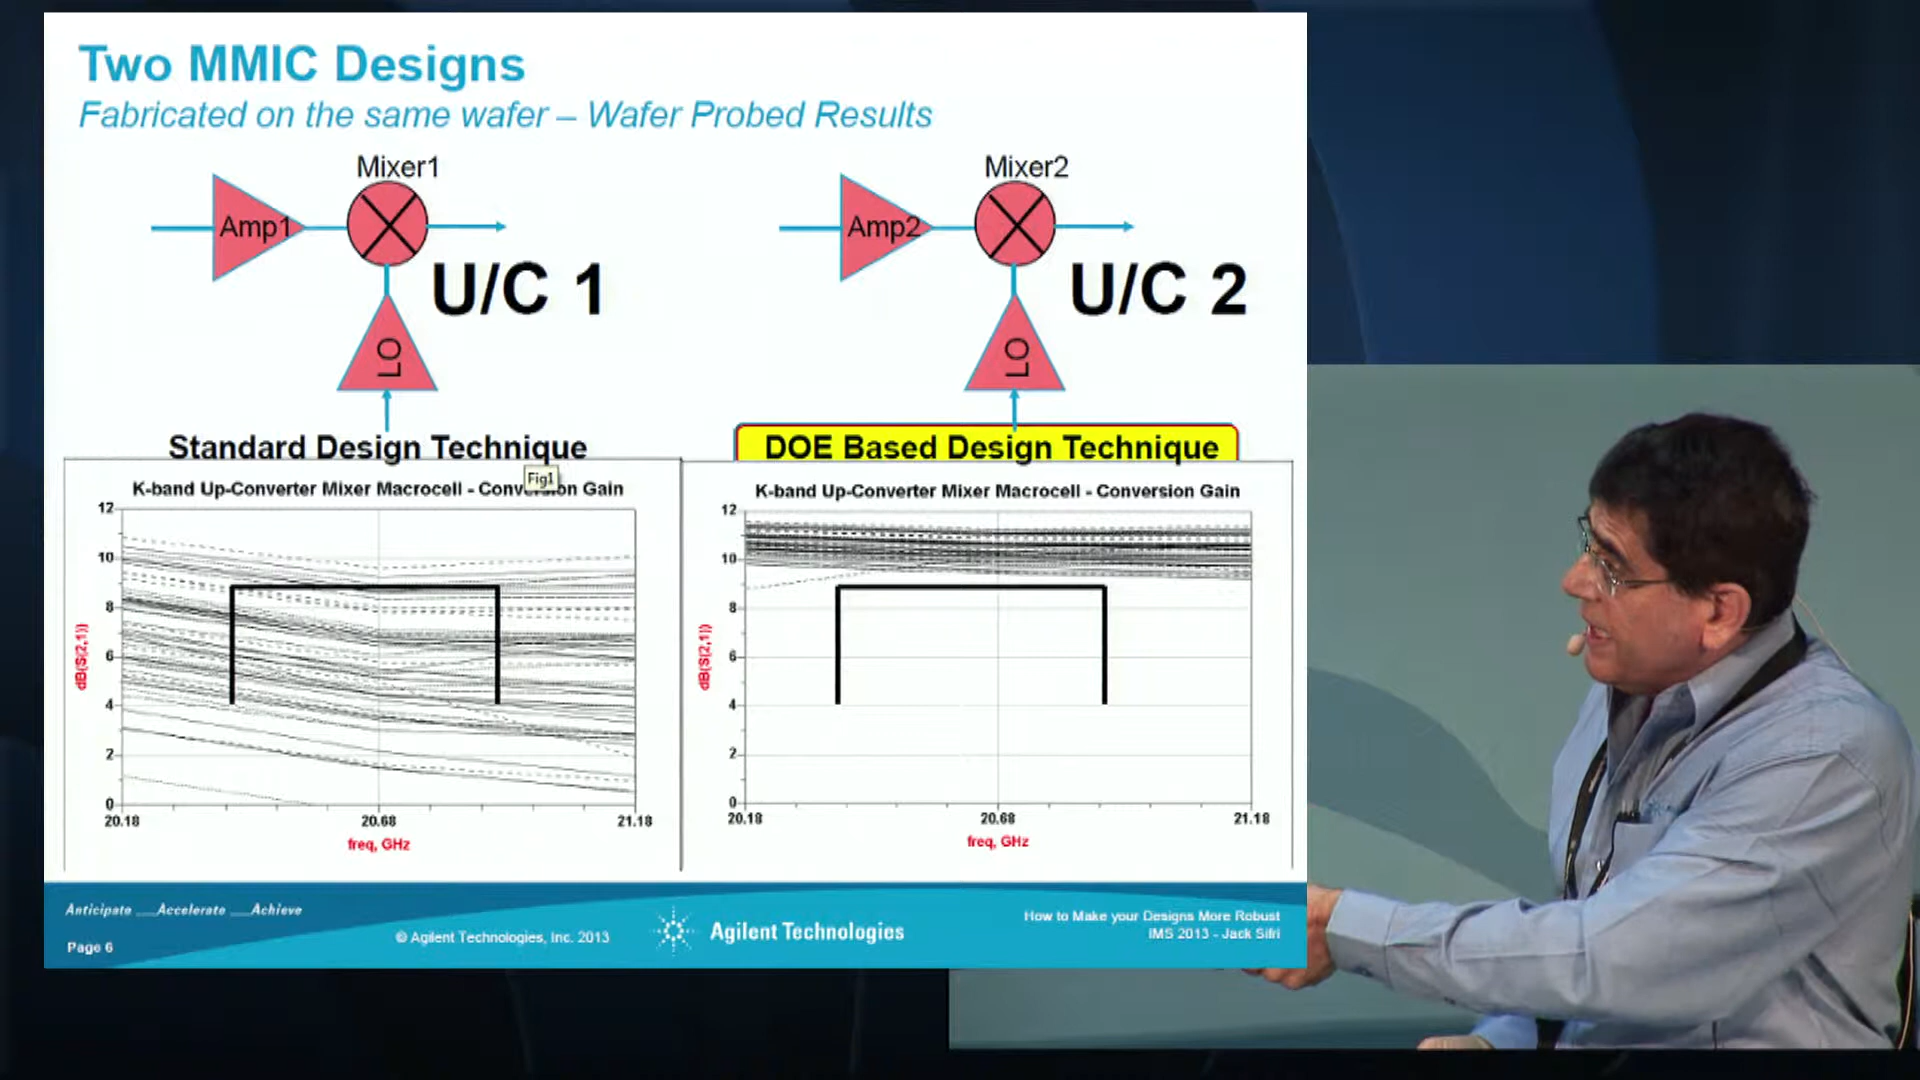 Two MMIC Designs
Fabricated on the same wafer – Wafer Probed Results
Mixer1
Amp1
LO
U/C 1
Mixer2
Amp2
LO
U/C 2
Standard Design Technique
Fig1
K-band Up-Converter Mixer Macrocell - Conversion Gain
12
10
8
6
4
2
0
dB(S(2,1))
20.18
20.68
21.18
freq, GHz
DOE Based Design Technique
K-band Up-Converter Mixer Macrocell - Conversion Gain
12
10
8
6
4
2
0
dB(S(2,1))
20.18
20.68
21.18
freq, GHz
Anticipate __Accelerate __Achieve
Page 6
© Agilent Technologies, Inc. 2013
Agilent Technologies
How to Make your Designs More Robust
IMS 2013 - Jack Sifri